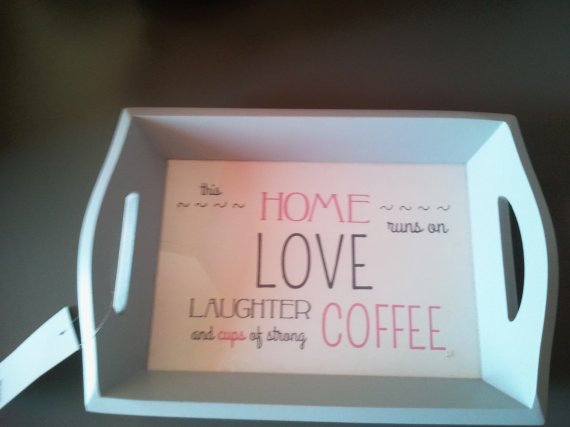 this
~ ~ ~ ~ HOME ~ ~ ~ ~
runs on
LOVE
LAUGHTER
and cups of strong COFFEE